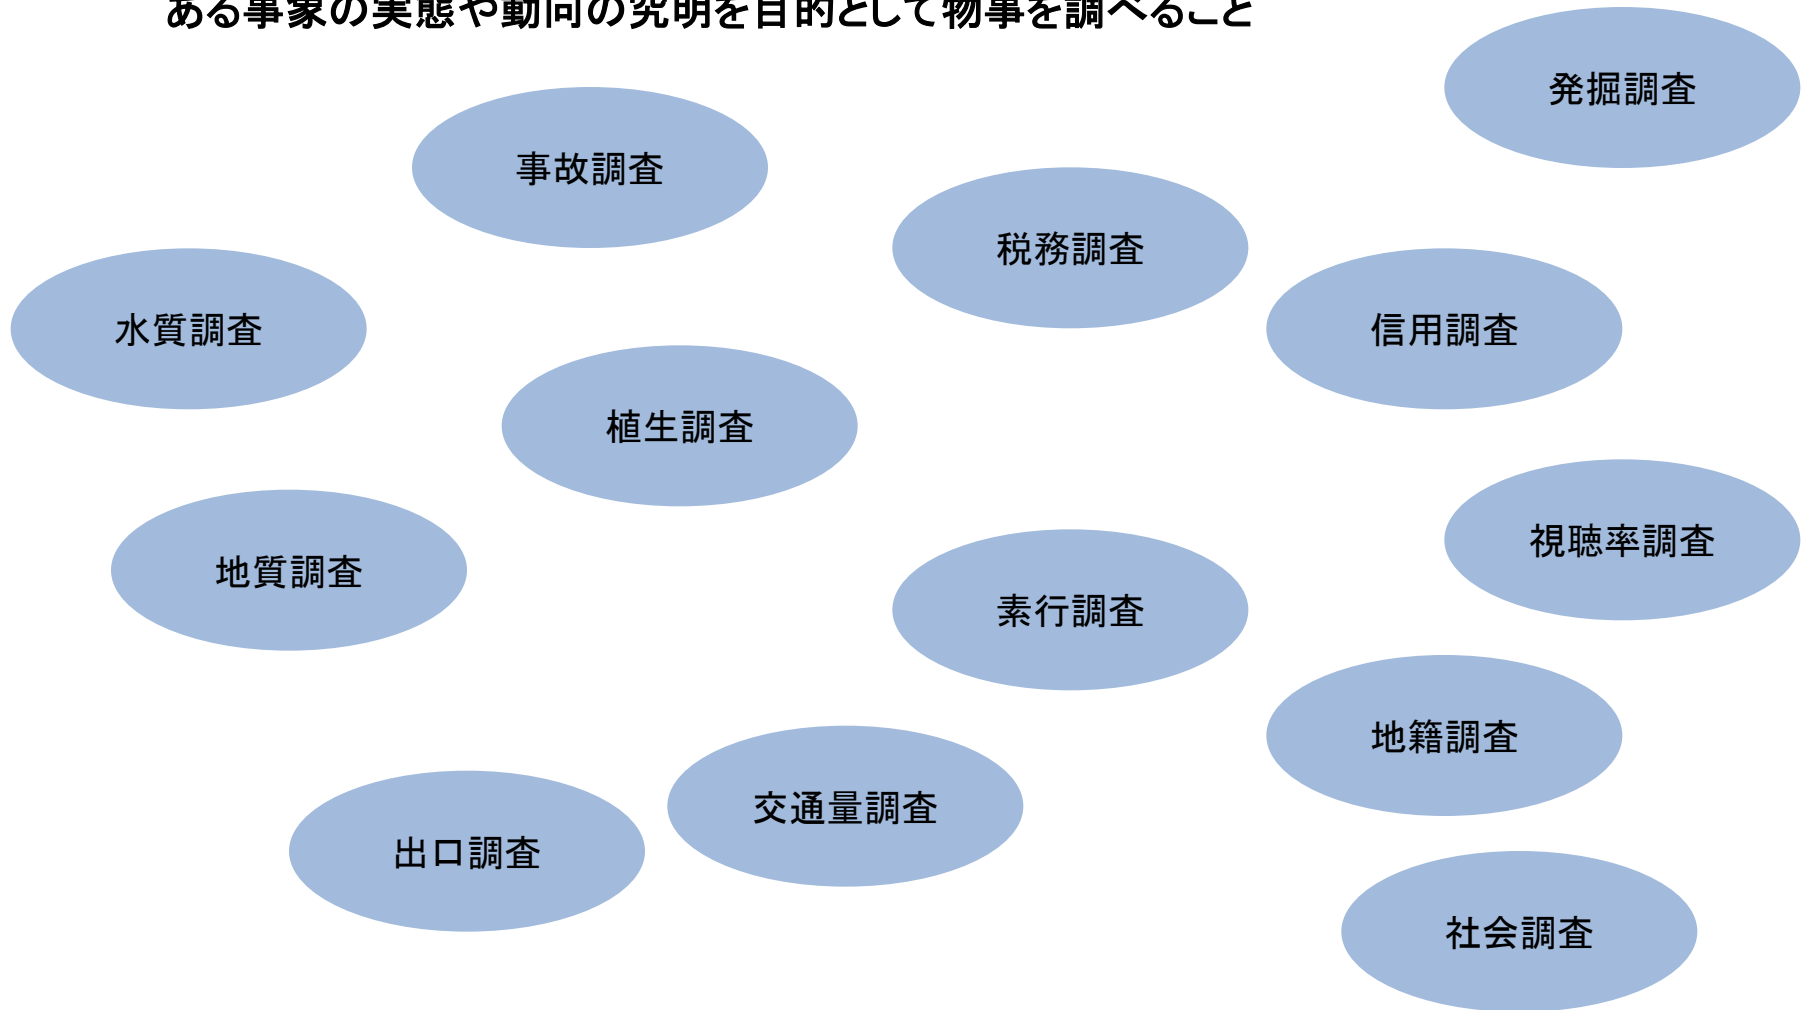 ある事象の実態や動向の究明を目的として物事を調べること
発掘調査
事故調査
税務調査
水質調査
信用調査
植生調査
視聴率調査
地質調査
素行調査
地籍調査
交通量調査
出口調査
社会調査